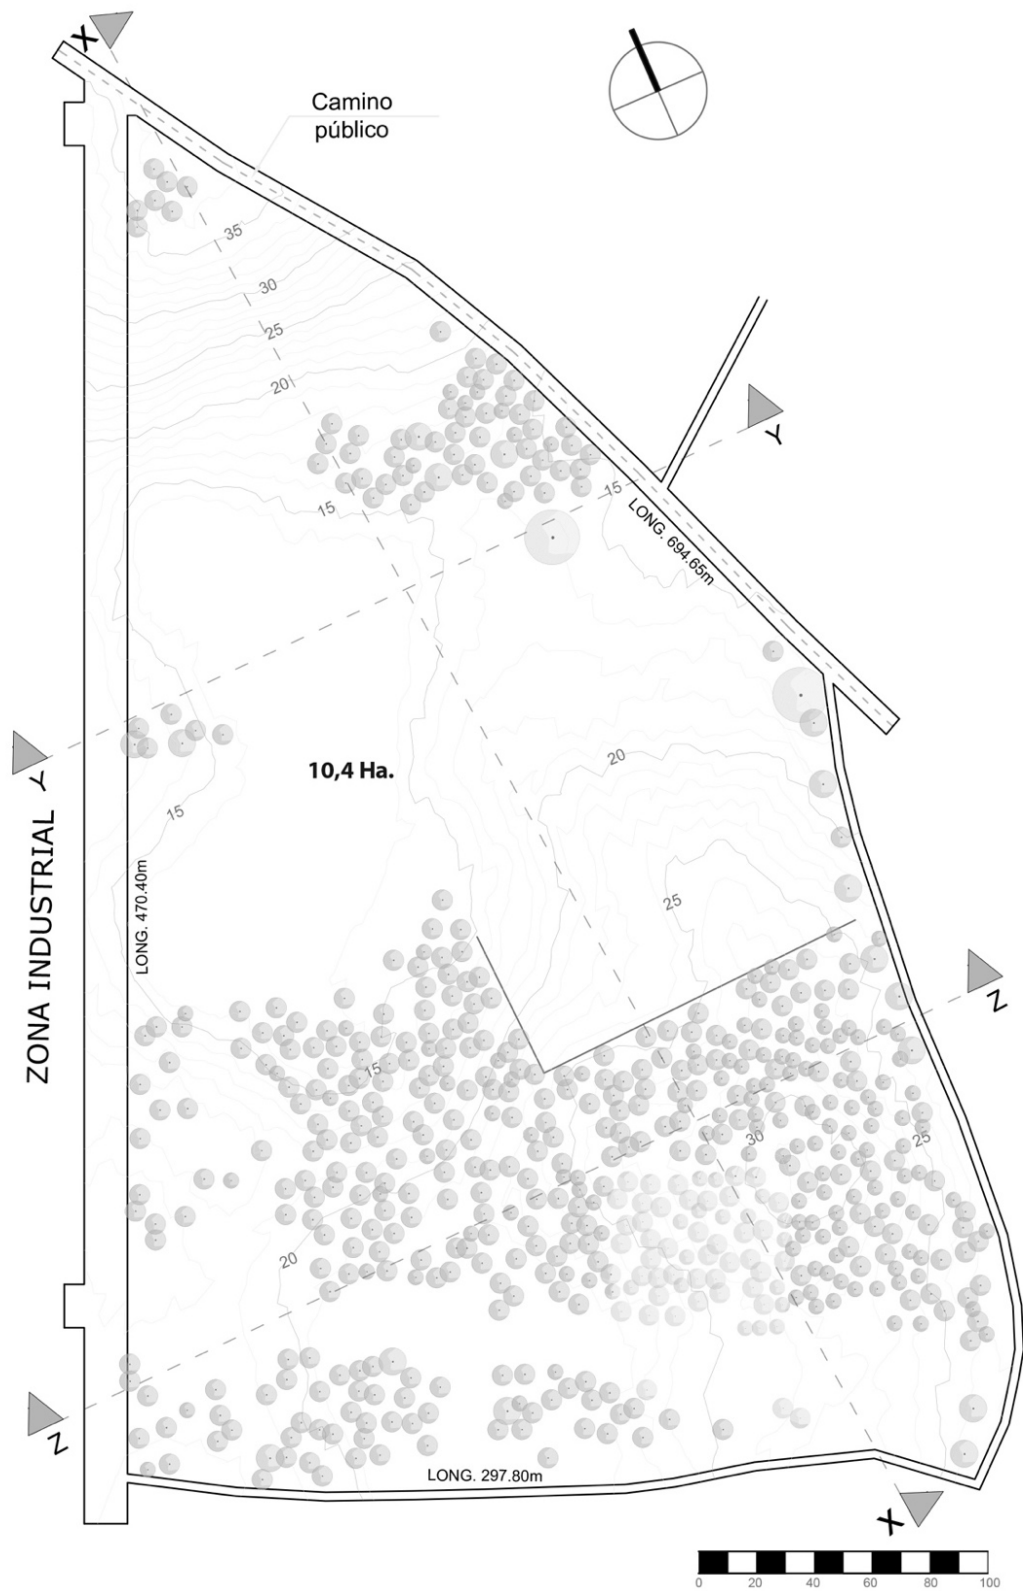 X
Camino
público
35
30
25
20
15
15
Y
LONG. 694.65m
Y
20
10,4 Ha.
15
ZONA INDUSTRIAL
LONG. 470.40m
25
Z
15
30
25
20
Z
LONG. 297.80m
X
0 20 40 60 80 100